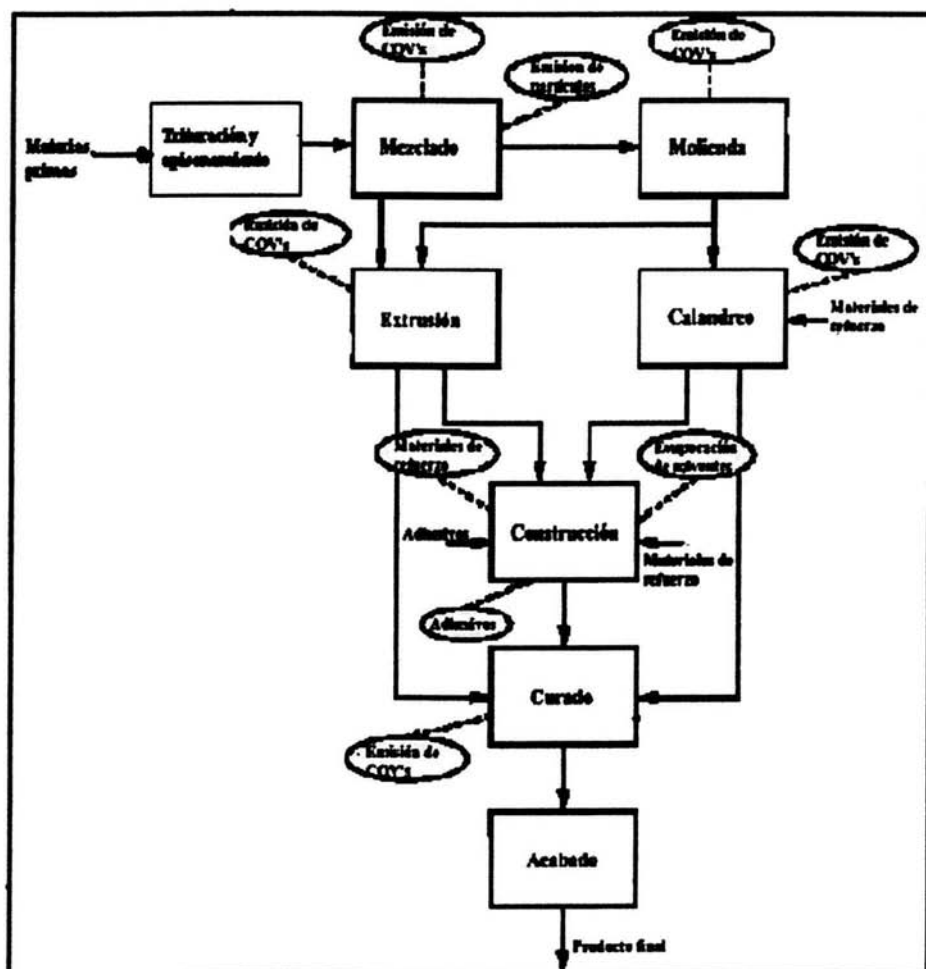 Emisión de
COV's
Emisión de
COV's
Emision de
partículas
Materias
primas
Trituración y
apisonamiento
Mezclado
Molienda
Emisión de
COV's
Emisión de
COV's
Extrusión
Calandreo
Materiales de
refuerzo
Materiales de
refuerzo
Evaporación
de solventes
Adhesivos
Construcción
Materiales de
refuerzo
Adhesivos
Curado
Emisión de
COV's
Acabado
Producto final